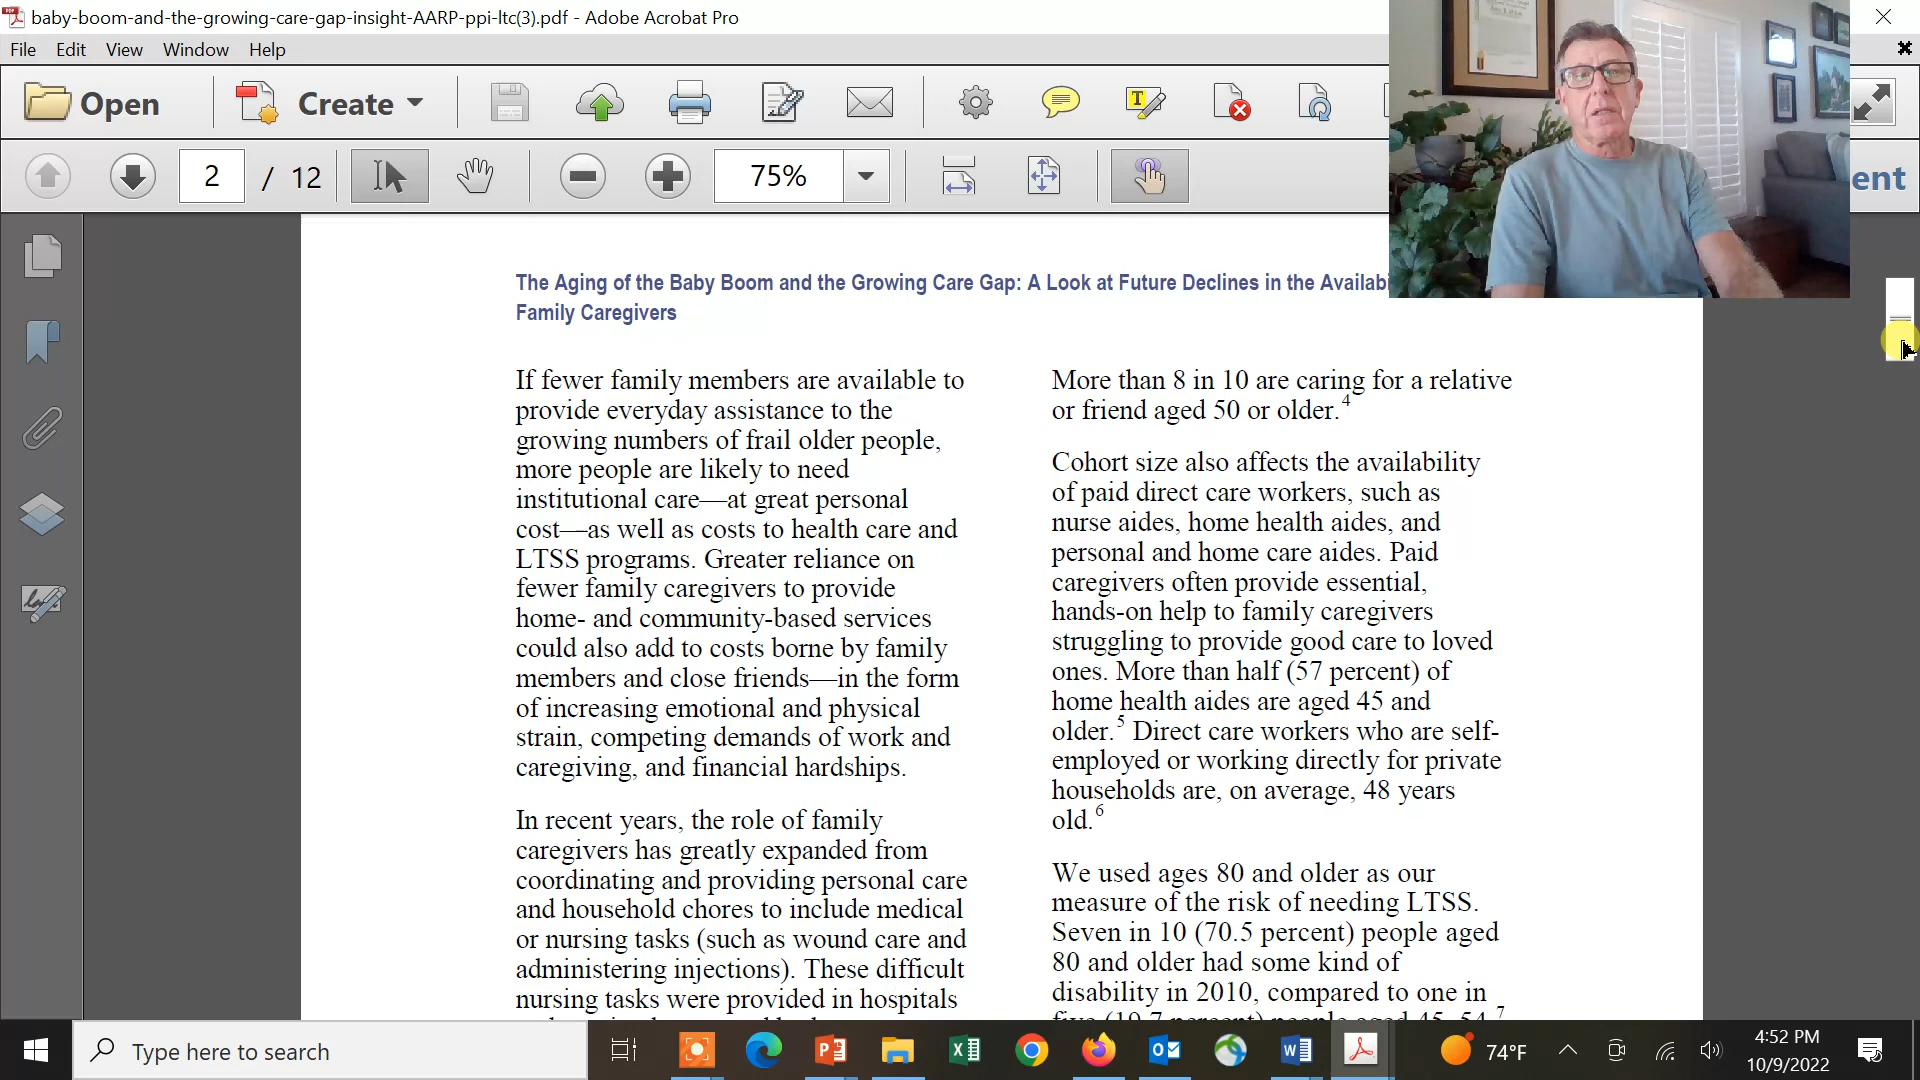 baby-boom-and-the-growing-care-gap-insight-AARP-ppi-ltc(3).pdf - Adobe Acrobat Pro
File Edit View Window Help
Open Create
2 / 12 75%
ent
The Aging of the Baby Boom and the Growing Care Gap: A Look at Future Declines in the Availabi
Family Caregivers
If fewer family members are available to
provide everyday assistance to the
growing numbers of frail older people,
more people are likely to need
institutional care—at great personal
cost—as well as costs to health care and
LTSS programs. Greater reliance on
fewer family caregivers to provide
home- and community-based services
could also add to costs borne by family
members and close friends—in the form
of increasing emotional and physical
strain, competing demands of work and
caregiving, and financial hardships.
In recent years, the role of family
caregivers has greatly expanded from
coordinating and providing personal care
and household chores to include medical
or nursing tasks (such as wound care and
administering injections). These difficult
nursing tasks were provided in hospitals
More than 8 in 10 are caring for a relative
or friend aged 50 or older.4
Cohort size also affects the availability
of paid direct care workers, such as
nurse aides, home health aides, and
personal and home care aides. Paid
caregivers often provide essential,
hands-on help to family caregivers
struggling to provide good care to loved
ones. More than half (57 percent) of
home health aides are aged 45 and
older.5 Direct care workers who are self-
employed or working directly for private
households are, on average, 48 years
old.6
We used ages 80 and older as our
measure of the risk of needing LTSS.
Seven in 10 (70.5 percent) people aged
80 and older had some kind of
disability in 2010, compared to one in
five (19.7 percent) people aged 45–54.7
Type here to search
74°F
4:52 PM
10/9/2022